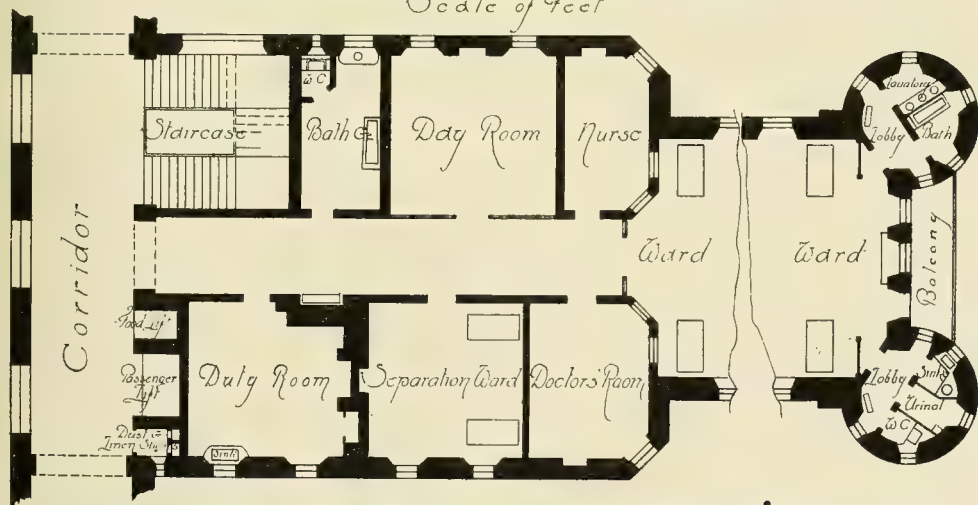 Scale of Feet
Corridor
Staircase
W C
Bath &
Day Room
Nurse
Ward
Ward
Lavatory
Lobby
Bath
Balcony
Food Lift
Passenger
Lift
Dust &
Linen Shoots
Duty Room
Sink
Separation Ward
Doctors' Room
Lobby
Sink
Urinal
W C